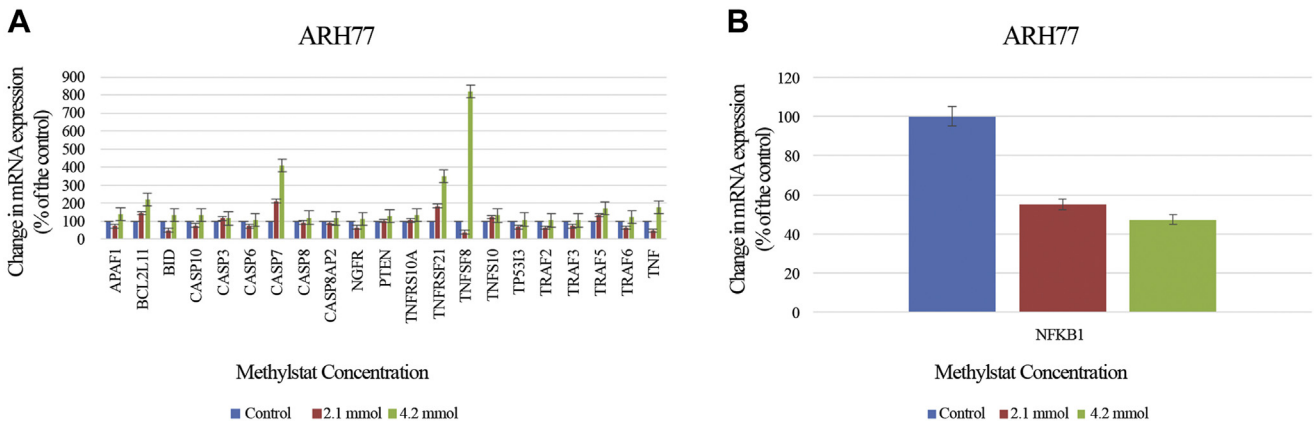 A
ARH77
Change in mRNA expression
(% of the control)
900
800
700
600
500
400
300
200
100
0
APAF1
BCL2L11
BID
CASP10
CASP3
CASP6
CASP7
CASP8
CASP8AP2
NGFR
PTEN
TNFRS10A
TNFRSF21
TNFSF8
TNFS10
TP53I3
TRAF2
TRAF3
TRAF5
TRAF6
TNF
Methylstat Concentration
Control 2.1 mmol 4.2 mmol
B
ARH77
Change in mRNA expression
(% of the control)
120
100
80
60
40
20
0
NFKB1
Methylstat Concentration
Control 2.1 mmol 4.2 mmol